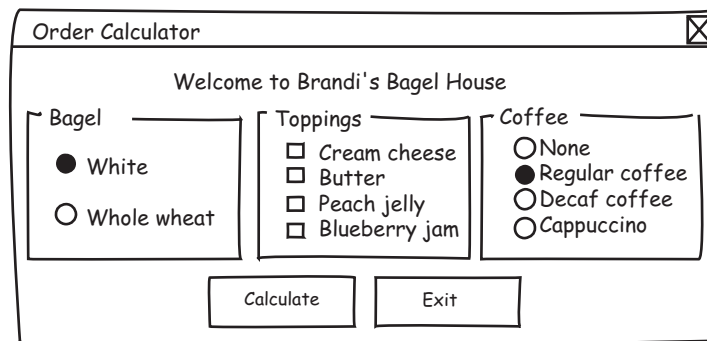 Order Calculator
Welcome to Brandi's Bagel House
Bagel
White
Whole wheat
Toppings
Cream cheese
Butter
Peach jelly
Blueberry jam
Coffee
None
Regular coffee
Decaf coffee
Cappuccino
Calculate
Exit